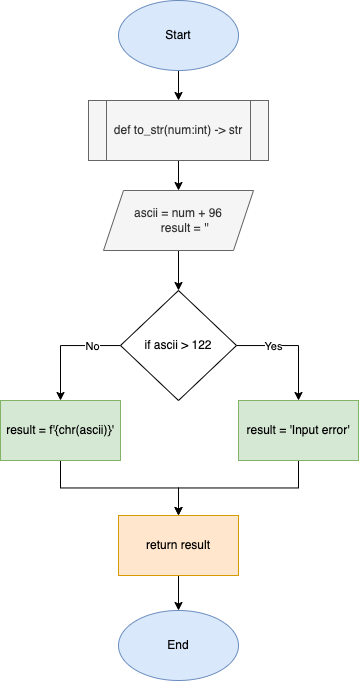 Start
def to_str(num:int) -> str
ascii = num + 96
result = ''
if ascii > 122
No
Yes
result = f'{chr(ascii)}'
result = 'Input error'
return result
End